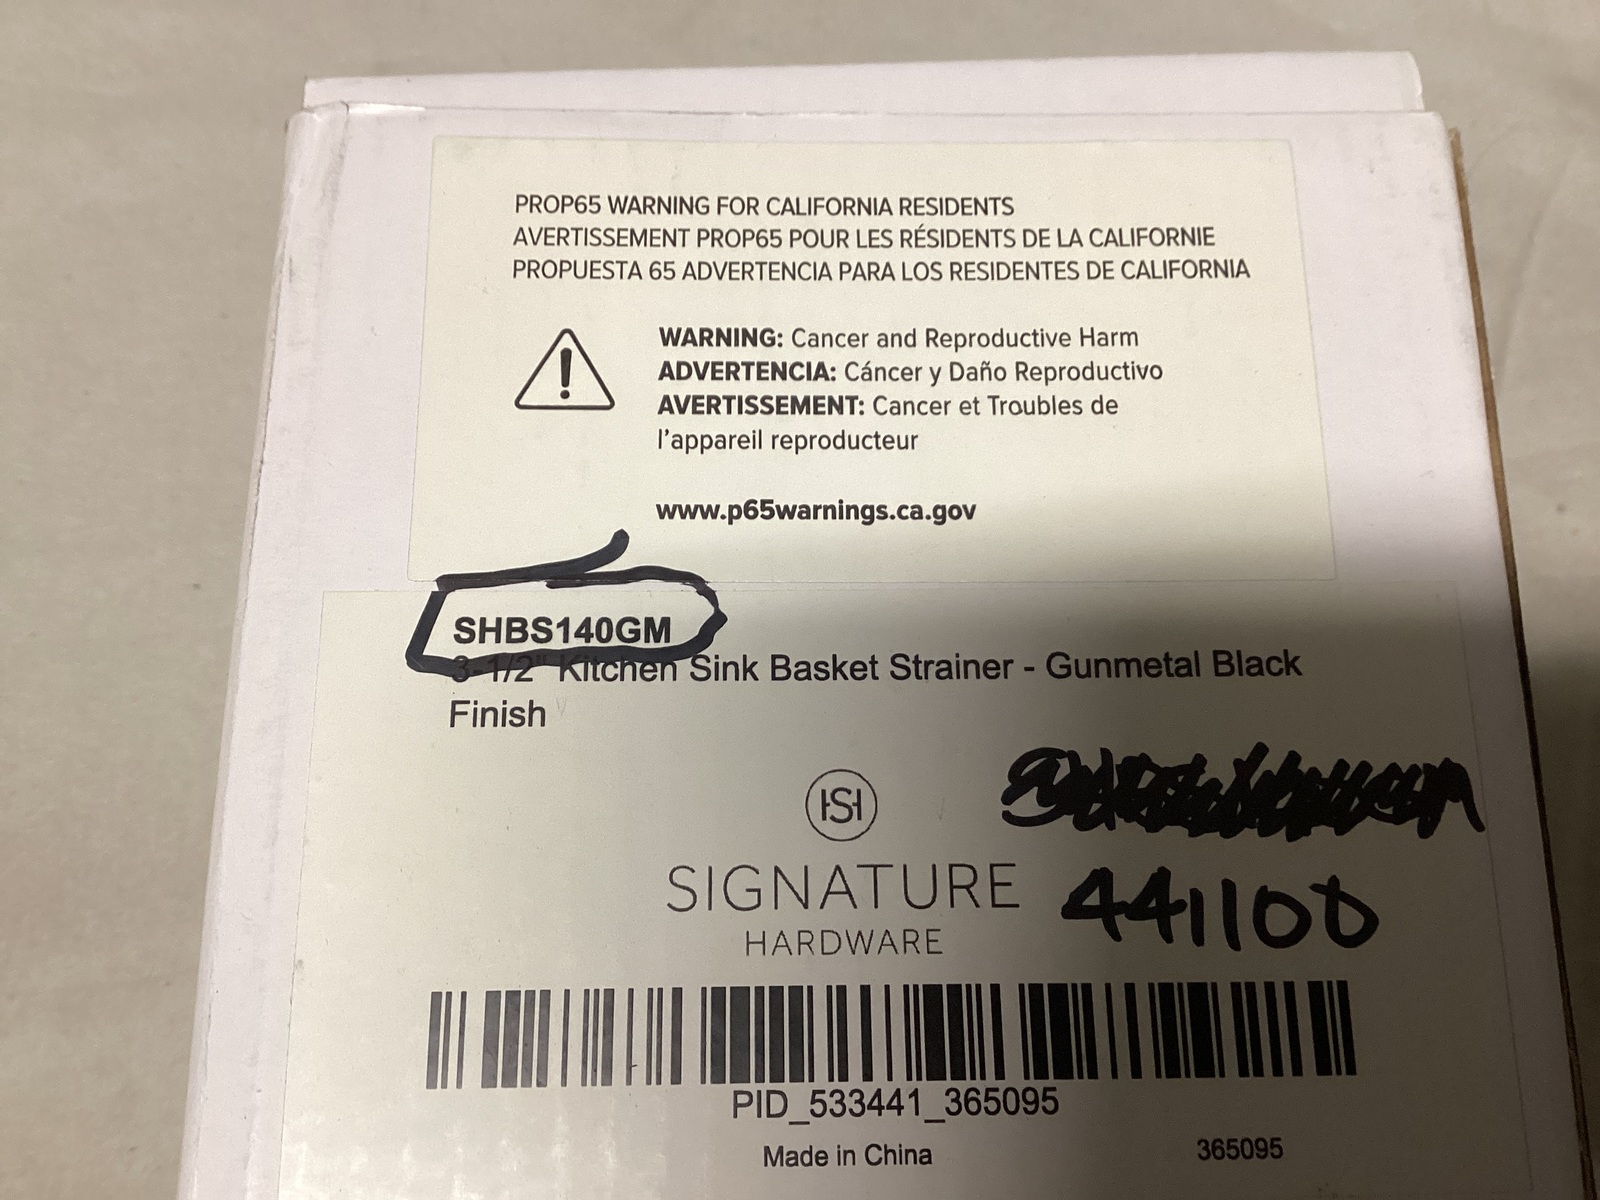 PROP65 WARNING FOR CALIFORNIA RESIDENTS
AVERTISSEMENT PROP65 POUR LES RÉSIDENTS DE LA CALIFORNIE
PROPUESTA 65 ADVERTENCIA PARA LOS RESIDENTES DE CALIFORNIA
WARNING: Cancer and Reproductive Harm
ADVERTENCIA: Cáncer y Daño Reproductivo
AVERTISSEMENT: Cancer et Troubles de
l'appareil reproducteur
www.p65warnings.ca.gov
SHBS140GM
3-1/2" Kitchen Sink Basket Strainer - Gunmetal Black
Finish
SIGNATURE
HARDWARE
441100
PID_533441_365095
Made in China
365095